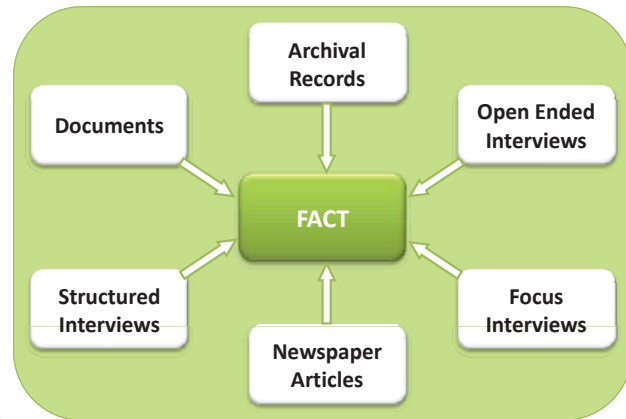 Archival
Records
Documents
Open Ended
Interviews
FACT
Structured
Interviews
Focus
Interviews
Newspaper
Articles